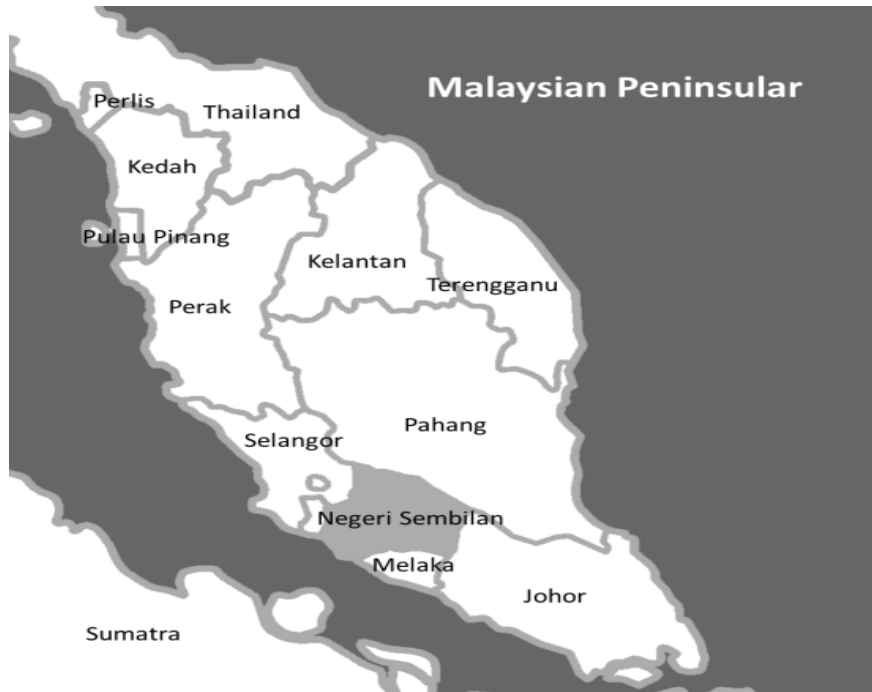 Malaysian Peninsular
Perlis
Thailand
Kedah
Pulau Pinang
Kelantan
Terengganu
Perak
Pahang
Selangor
Negeri Sembilan
Melaka
Johor
Sumatra